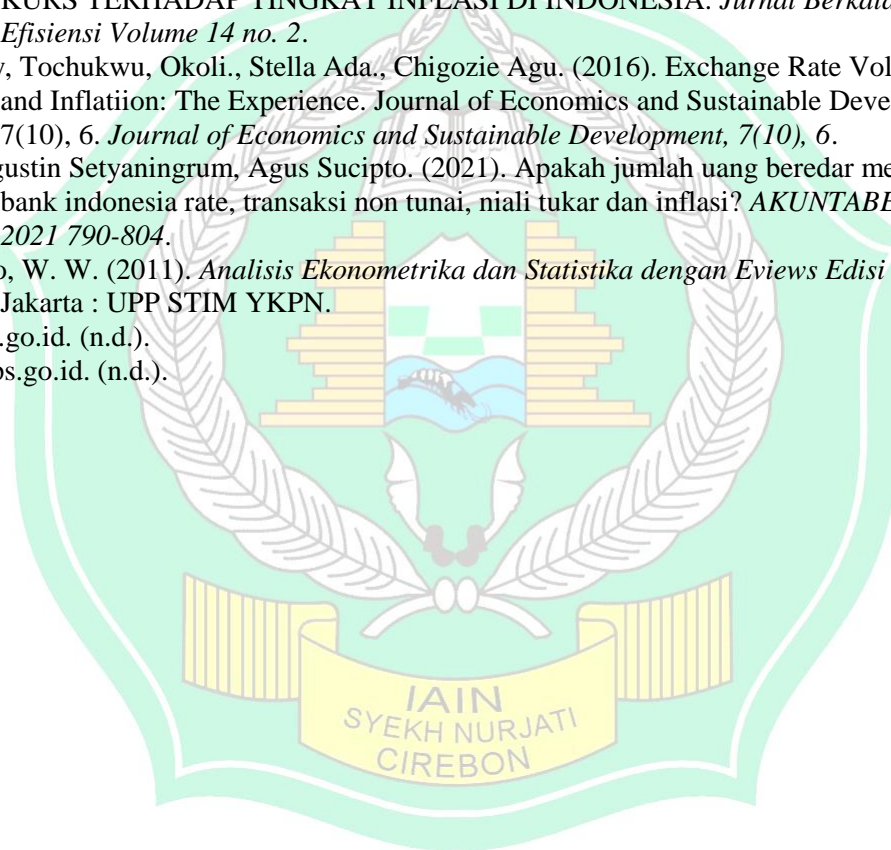 KURS TERHADAP TINGKAT INFLASI DI INDONESIA. Jurnal Berkala
Efisiensi Volume 14 no. 2.
, Tochukwu, Okoli., Stella Ada., Chigozie Agu. (2016). Exchange Rate Vol
and Inflatiion: The Experience. Journal of Economics and Sustainable Deve
7(10), 6. Journal of Economics and Sustainable Development, 7(10), 6.
gustin Setyaningrum, Agus Sucipto. (2021). Apakah jumlah uang beredar me
bank indonesia rate, transaksi non tunai, niali tukar dan inflasi? AKUNTABE
2021 790-804.
o, W. W. (2011). Analisis Ekonometrika dan Statistika dengan Eviews Edisi
Jakarta : UPP STIM YKPN.
.go.id. (n.d.).
ps.go.id. (n.d.).
IAIN
SYEKH NURJATI
CIREBON